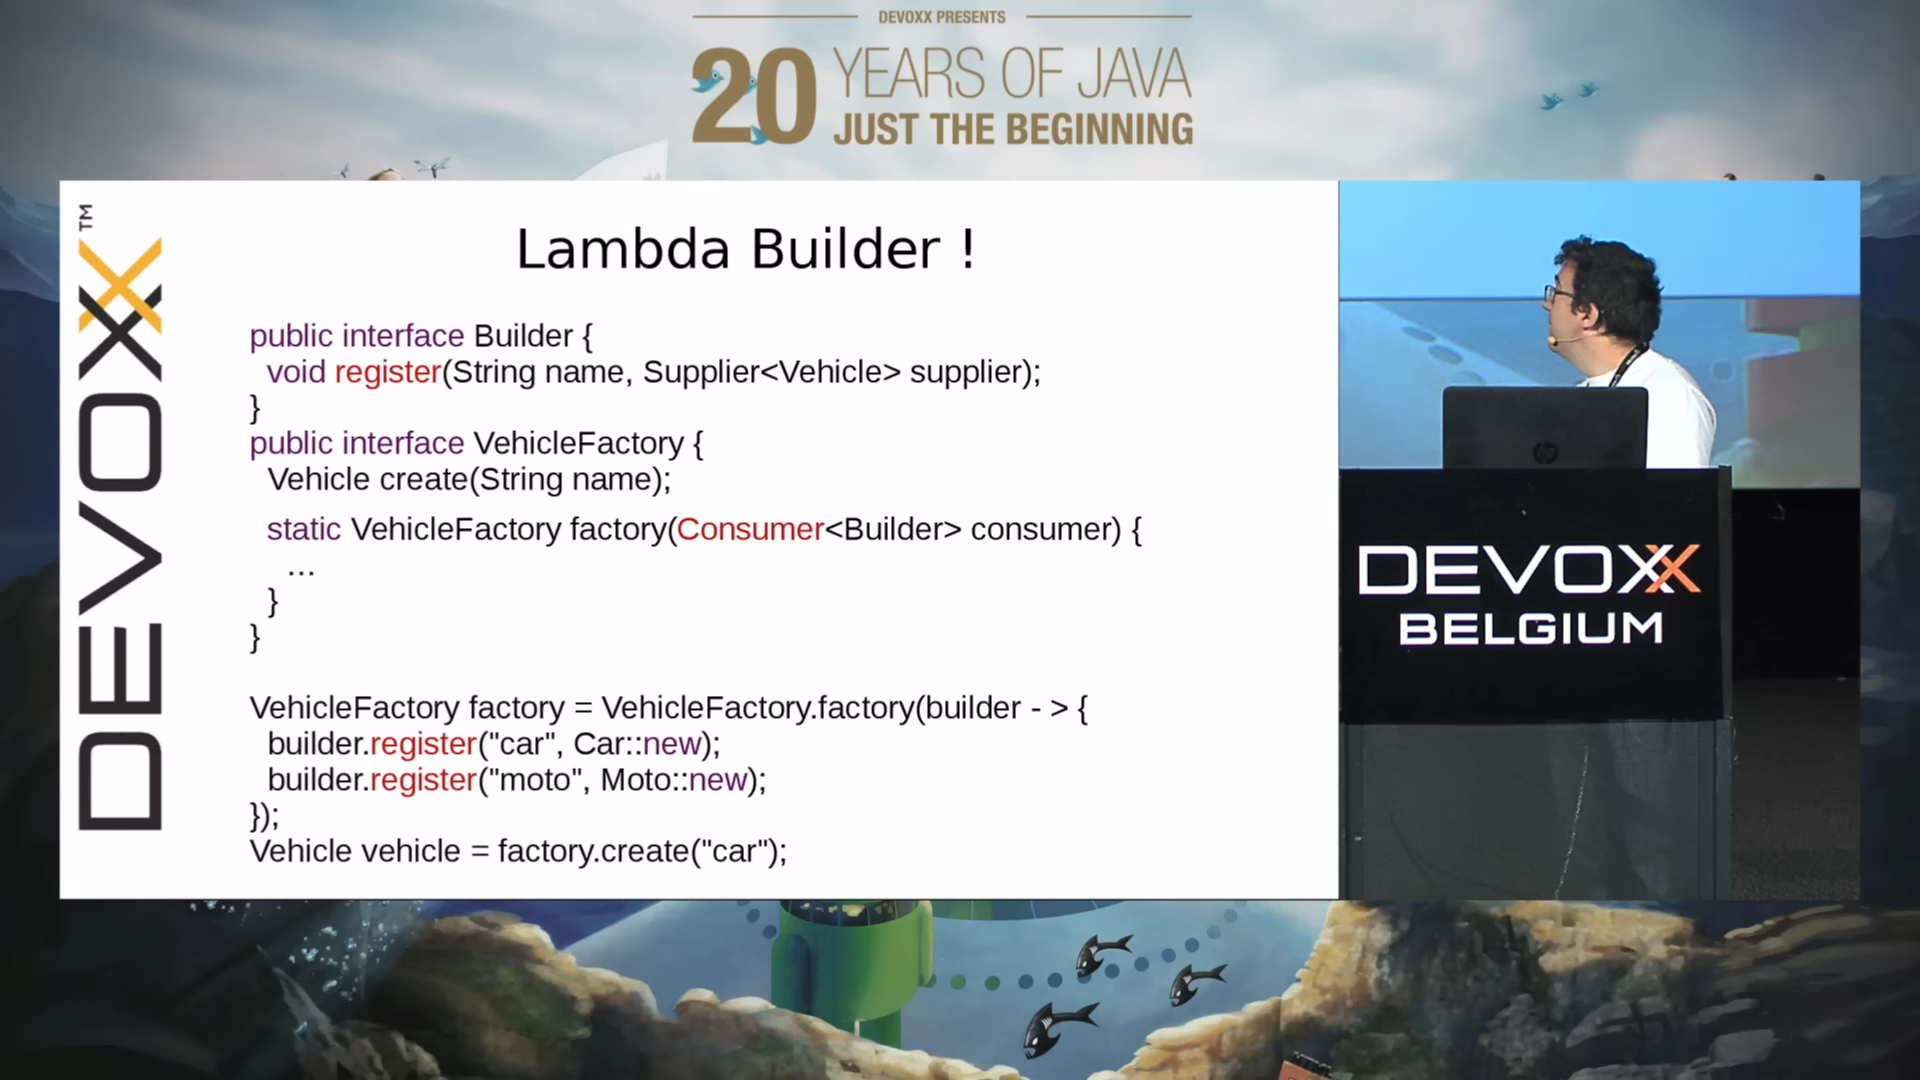 DEVOXX PRESENTS
20 YEARS OF JAVA
JUST THE BEGINNING
DEVOXX™
Lambda Builder !
public interface Builder {
void register(String name, Supplier<Vehicle> supplier);
}
public interface VehicleFactory {
Vehicle create(String name);
static VehicleFactory factory(Consumer<Builder> consumer) {
...
}
}
VehicleFactory factory = VehicleFactory.factory(builder - > {
builder.register("car", Car::new);
builder.register("moto", Moto::new);
});
Vehicle vehicle = factory.create("car");
hp
DEVOXX
BELGIUM